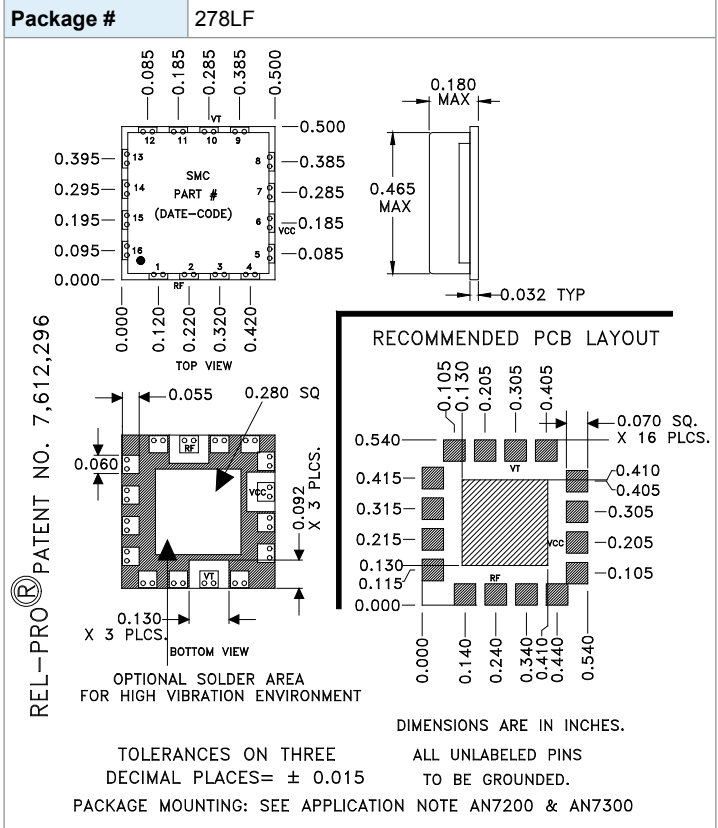 Package # 278LF
0.085 0.185 0.285 0.385 0.500
VT
12 11 10 9
0.500
0.395 13 8 0.385
0.295 14 7 0.285
0.195 15 6 0.185
VCC
0.095 16 5 0.085
0.000
SMC
PART #
(DATE-CODE)
1 2 3 4
RF
0.000 0.120 0.220 0.320 0.420
TOP VIEW
0.180
MAX
0.465
MAX
0.032 TYP
REL-PRO® PATENT NO. 7,612,296
0.055 0.280 SQ
0.060
RF
VCC
VT
0.092
X 3 PLCS.
0.130
X 3 PLCS.
BOTTOM VIEW
OPTIONAL SOLDER AREA
FOR HIGH VIBRATION ENVIRONMENT
RECOMMENDED PCB LAYOUT
0.105 0.130 0.205 0.305 0.405
0.070 SQ.
X 16 PLCS.
0.540
VT
0.410
0.415 0.405
0.315 0.305
0.215 VCC 0.205
0.130
0.115 0.105
RF
0.000
0.000 0.140 0.240 0.340 0.410 0.440 0.540
DIMENSIONS ARE IN INCHES.
TOLERANCES ON THREE
DECIMAL PLACES= ± 0.015
ALL UNLABELED PINS
TO BE GROUNDED.
PACKAGE MOUNTING: SEE APPLICATION NOTE AN7200 & AN7300